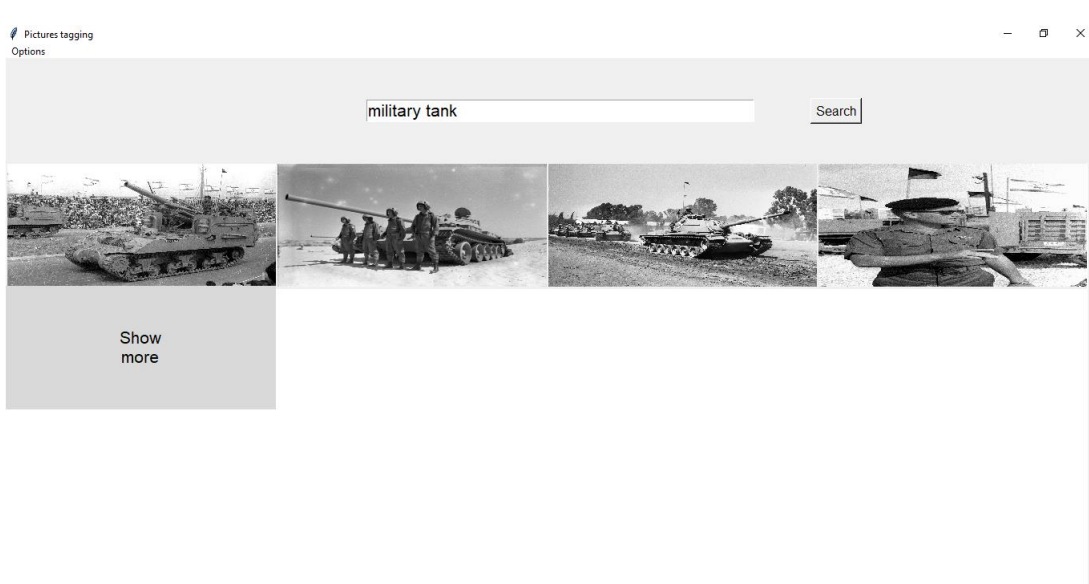 Pictures tagging
Options
military tank
Search
Show
more